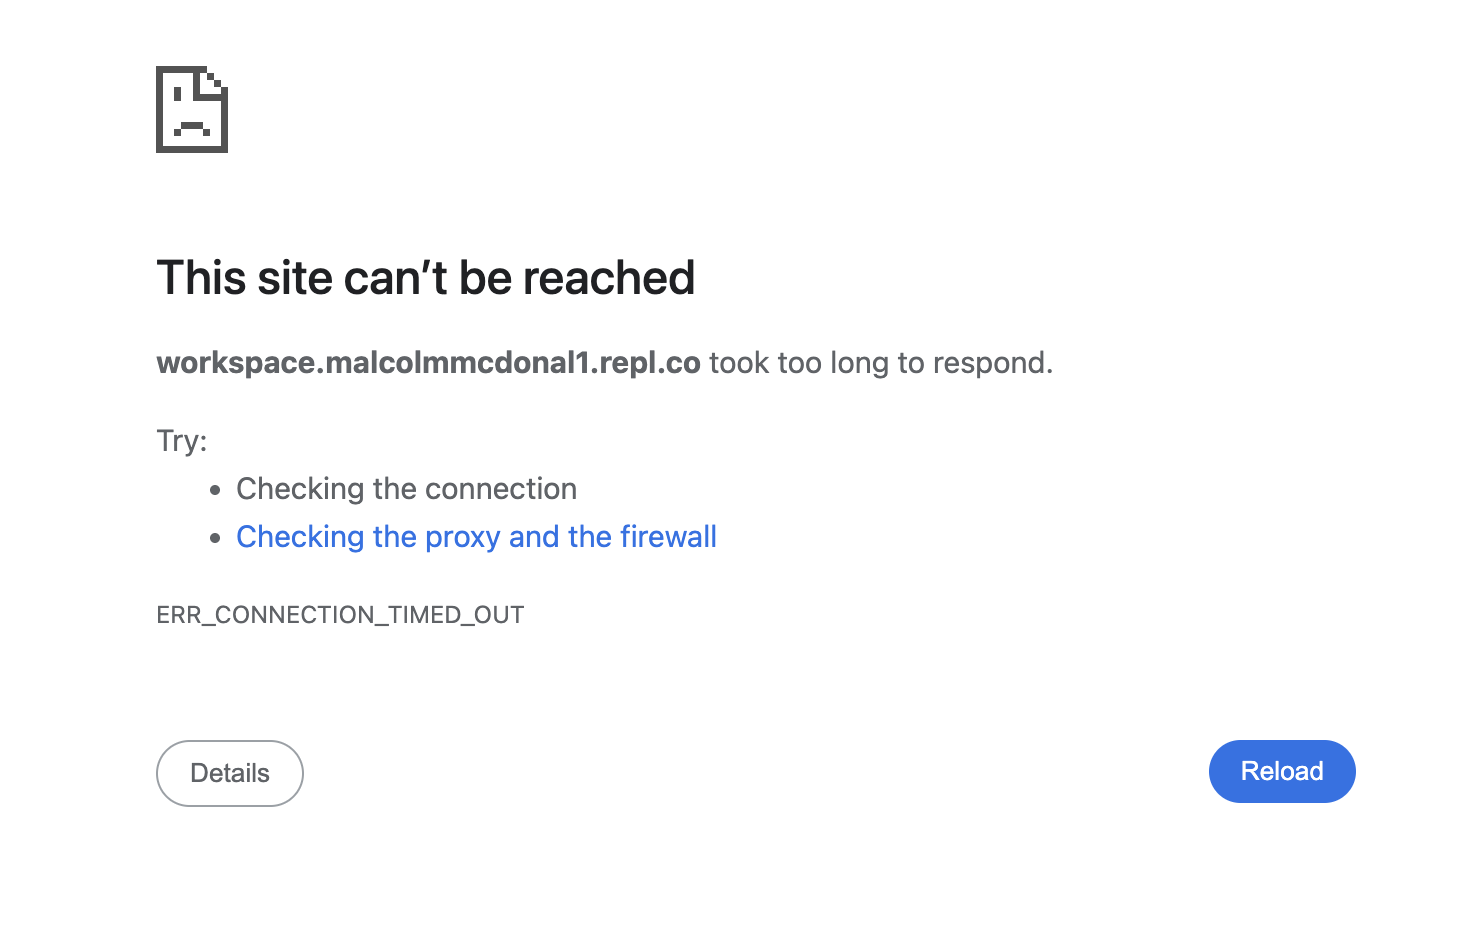 This site can’t be reached
workspace.malcolmmcdonal1.repl.co took too long to respond.
Try:
• Checking the connection
• Checking the proxy and the firewall
ERR_CONNECTION_TIMED_OUT
Details
Reload